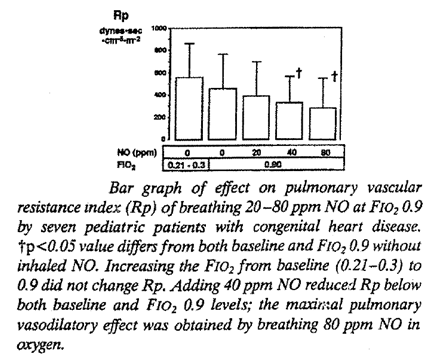 Rp
dynes-sec
-cm-5-m-2
1000
800
600
400
200
0
†
†
NO (ppm) 0 0 20 40 80
FIO2 0.21 - 0.3 0.90
Bar graph of effect on pulmonary vascular
resistance index (Rp) of breathing 20–80 ppm NO at FIO2 0.9
by seven pediatric patients with congenital heart disease.
†p<0.05 value differs from both baseline and FIO2 0.9 without
inhaled NO. Increasing the FIO2 from baseline (0.21–0.3) to
0.9 did not change Rp. Adding 40 ppm NO reduced Rp below
both baseline and FIO2 0.9 levels; the maximal pulmonary
vasodilatory effect was obtained by breathing 80 ppm NO in
oxygen.